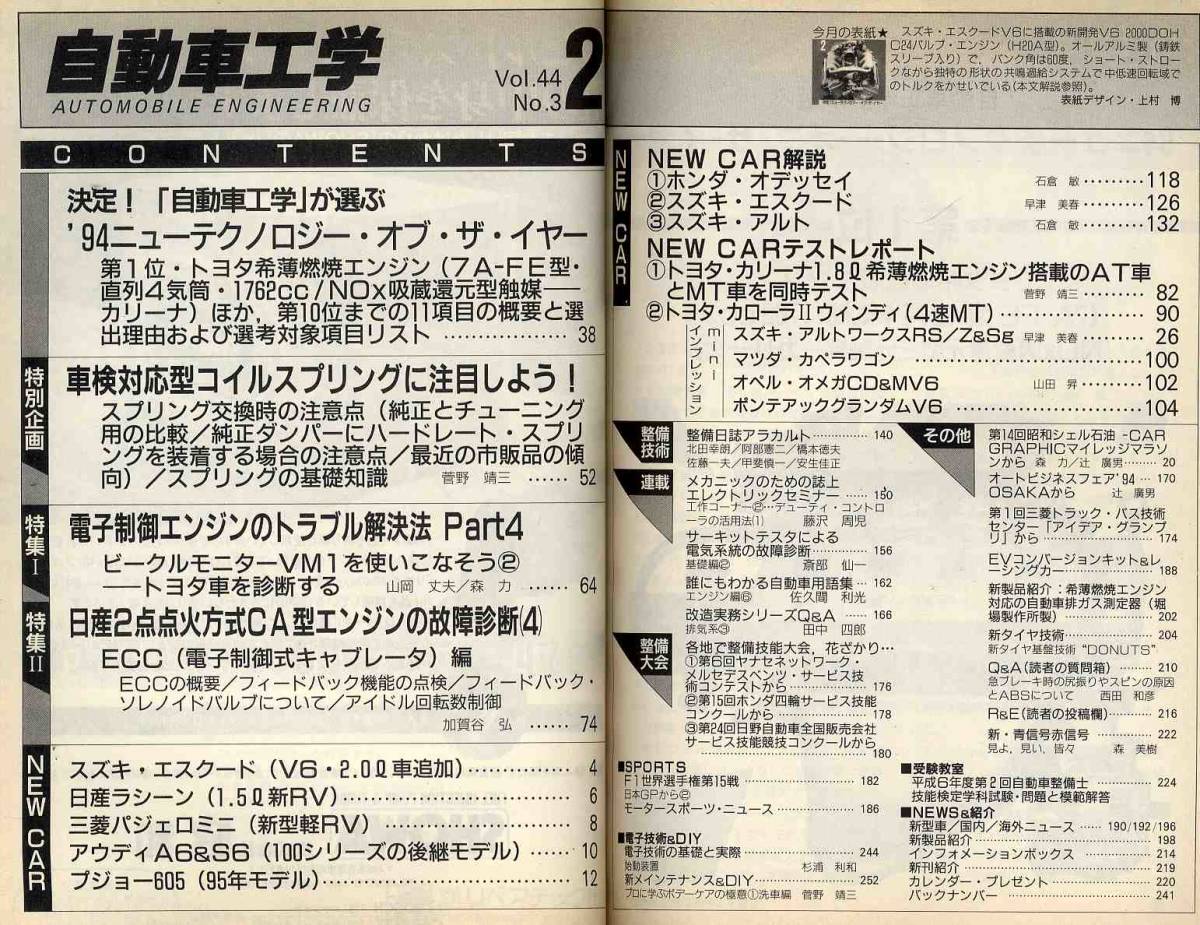 自動車工学
AUTOMOBILE ENGINEERING
Vol.44
No.3
2
CONTENTS
決定！「自動車工学」が選ぶ
'94ニューテクノロジー・オブ・ザ・イヤー
第1位・トヨタ希薄燃焼エンジン（7A-FE型・
直列4気筒・1762cc/NOx吸蔵還元型触媒──
カリーナ）ほか，第10位までの11項目の概要と選
出理由および選考対象項目リスト ……………… 38
特別企画
車検対応型コイルスプリングに注目しよう！
スプリング交換時の注意点（純正とチューニング
用の比較／純正ダンパーにハードレート・スプリ
ングを装着する場合の注意点／最近の市販品の傾
向）／スプリングの基礎知識 菅野 靖三 …… 52
特集I
電子制御エンジンのトラブル解決法 Part4
ビークルモニターVM1を使いこなそう②
──トヨタ車を診断する 山岡 丈夫／森 力 …… 64
特集II
日産2点点火方式CA型エンジンの故障診断(4)
ECC（電子制御式キャブレータ）編
ECCの概要／フィードバック機能の点検／フィードバック・
ソレノイドバルブについて／アイドル回転数制御
加賀谷 弘 …… 74
NEW CAR
スズキ・エスクード（V6・2.0ℓ車追加）…………… 4
日産ラシーン（1.5ℓ新RV）…………………… 6
三菱パジェロミニ（新型軽RV）………………… 8
アウディA6&S6（100シリーズの後継モデル）…… 10
プジョー605（95年モデル）…………………… 12
今月の表紙★
スズキ・エスクードV6に搭載の新開発V6 2000DOH
C24バルブ・エンジン（H20A型）。オールアルミ製（鋳鉄
スリーブ入り）で，バンク角は60度，ショート・ストロー
クながら独特の形状の共鳴過給システムで中低速回転域で
のトルクをかせいでいる(本文解説参照)。
表紙デザイン・上村 博
NEW CAR
NEW CAR解説
①ホンダ・オデッセイ 石倉 敏 ………118
②スズキ・エスクード 早津 美春 ………126
③スズキ・アルト 石倉 敏 ………132
NEW CARテストレポート
①トヨタ・カリーナ1.8ℓ希薄燃焼エンジン搭載のAT車
とMT車を同時テスト 菅野 靖三 ……… 82
②トヨタ・カローラIIウィンディ（4速MT）……………… 90
miniインプレッション
スズキ・アルトワークスRS/Z&Sg 早津 美春 ……… 26
マツダ・カペラワゴン ……………………100
オペル・オメガCD&MV6 山田 昇 ………102
ポンテアックグランダムV6 ………………104
整備技術
整備日誌アラカルト………… 140
北田幸朗／阿部憲二／橋本徳夫
佐藤一夫／甲斐慎一／安生佳正
連載
メカニックのための誌上
エレクトリックセミナー …… 150
工作コーナー②…デューティ・コントロ
ーラの活用法(1) 藤沢 周児
サーキットテスタによる
電気系統の故障診断………… 156
基礎編② 斎部 仙一
誰にもわかる自動車用語集… 162
エンジン編⑥ 佐久間 利光
改造実務シリーズQ&A …… 166
排気系③ 田中 四郎
整備大会
各地で整備技能大会，花ざかり…
①第6回ヤナセネットワーク・
メルセデスベンツ・サービス技
術コンテストから ………… 176
②第15回ホンダ四輪サービス技能
コンクールから …………… 178
③第24回日野自動車全国販売会社
サービス技能競技コンクールから
………………… 180
■SPORTS
F1世界選手権第15戦 ……………… 182
日本GPから②
モータースポーツ・ニュース ………… 186
■電子技術&DIY
電子技術の基礎と実際 ……………… 244
始動装置 杉浦 利和
新メインテナンス&DIY……………… 252
プロに学ぶボデーケアの極意①洗車編 菅野 靖三
その他
第14回昭和シェル石油 -CAR
GRAPHICマイレッジマラソ
ンから 森 力／辻 廣男……… 20
オートビジネスフェア'94 … 170
OSAKAから 辻 廣男
第1回三菱トラック・バス技術
センター「アイデア・グランプ
リ」から …………………… 174
EVコンバージョンキット&レ
ーシングカー ……………… 188
新製品紹介：希薄燃焼エンジン
対応の自動車排ガス測定器（堀
場製作所製） ……………… 202
新タイヤ技術 ……………… 204
新タイヤ基盤技術 “DONUTS”
Q&A（読者の質問箱）……… 210
急ブレーキ時の尻振りやスピンの原因
とABSについて 西田 和彦
R&E（読者の投稿欄）……… 216
新・青信号赤信号 ………… 222
見よ，見い，皆々 森 美樹
■受験教室
平成6年度第2回自動車整備士 ………… 224
技能検定学科試験・問題と模範解答
■NEWS&紹介
新型車／国内／海外ニュース …… 190/192/196
新製品紹介 ……………………… 198
インフォメーションボックス ………… 214
新刊紹介 ………………………… 219
カレンダー・プレゼント …………… 220
バックナンバー …………………… 241